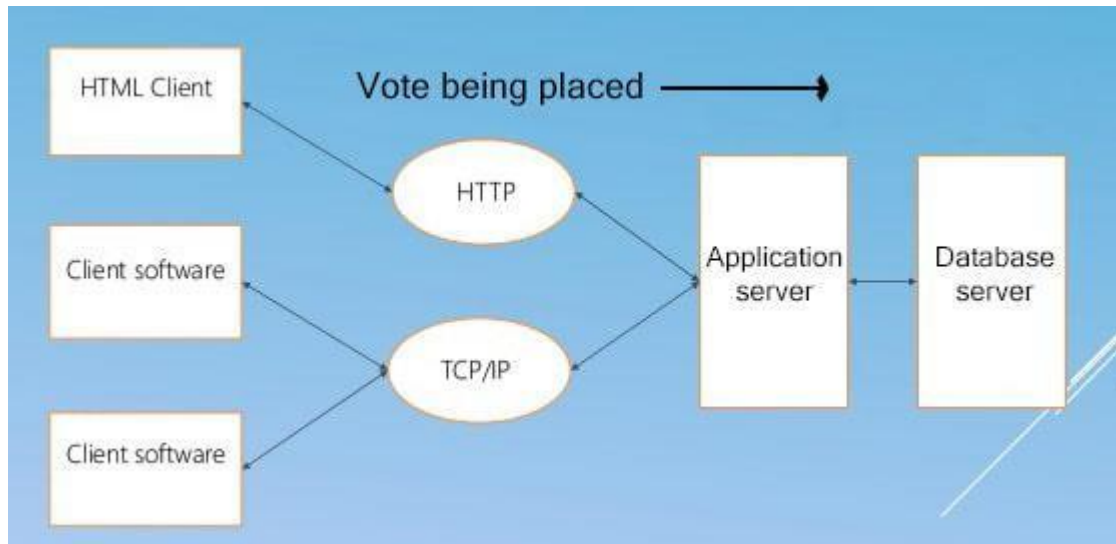 HTML Client
Vote being placed
HTTP
Client software
Application
server
Database
server
TCP/IP
Client software